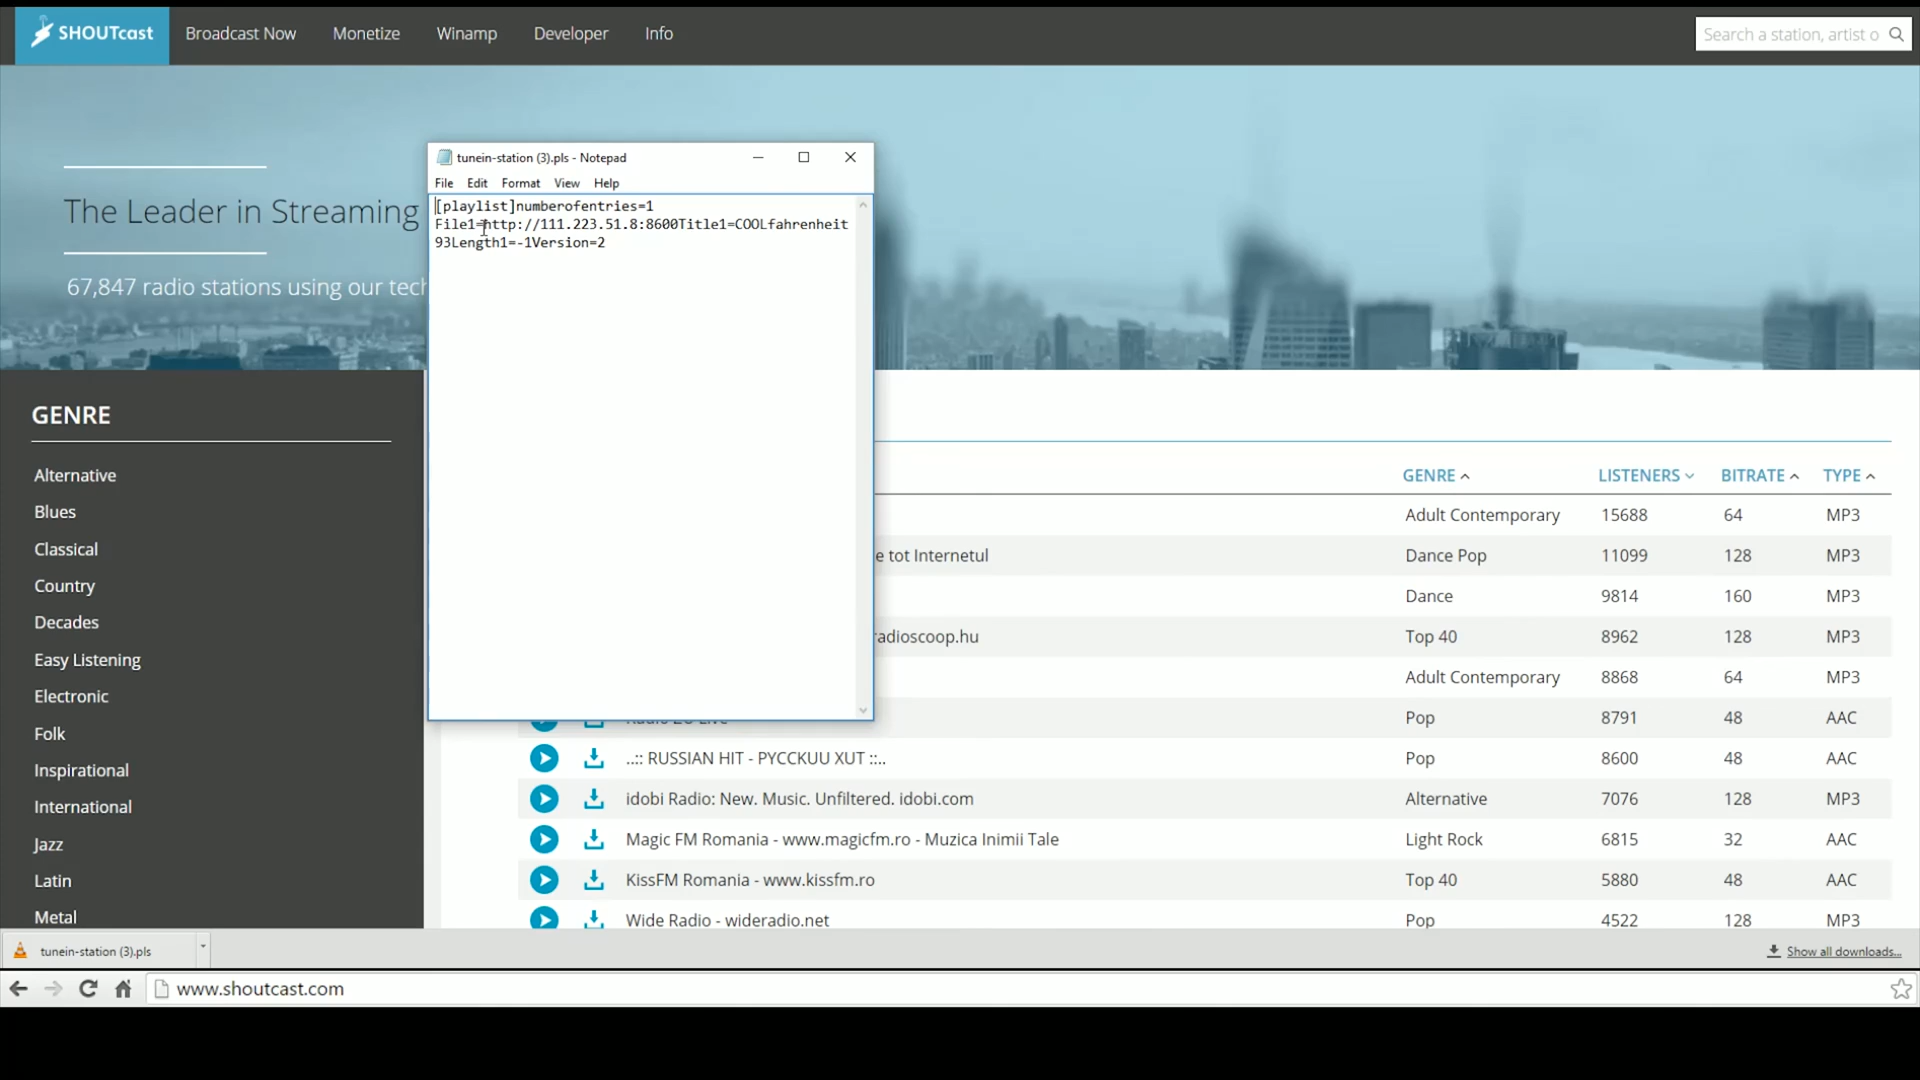 SHOUTcast
Broadcast Now
Monetize
Winamp
Developer
Info
Search a station, artist o
The Leader in Streaming
67,847 radio stations using our tech
tunein-station (3).pls - Notepad
File Edit Format View Help
[playlist]numberofentries=1
File1=http://111.223.51.8:8600Title1=COOLfahrenheit
93Length1=-1Version=2
GENRE
Alternative
Blues
Classical
Country
Decades
Easy Listening
Electronic
Folk
Inspirational
International
Jazz
Latin
Metal
GENRE LISTENERS BITRATE TYPE
Adult Contemporary 15688 64 MP3
e tot Internetul Dance Pop 11099 128 MP3
Dance 9814 160 MP3
radioscoop.hu Top 40 8962 128 MP3
Adult Contemporary 8868 64 MP3
Pop 8791 48 AAC
..:: RUSSIAN HIT - PYCCKUU XUT ::.. Pop 8600 48 AAC
idobi Radio: New. Music. Unfiltered. idobi.com Alternative 7076 128 MP3
Magic FM Romania - www.magicfm.ro - Muzica Inimii Tale Light Rock 6815 32 AAC
KissFM Romania - www.kissfm.ro Top 40 5880 48 AAC
Wide Radio - wideradio.net Pop 4522 128 MP3
tunein-station (3).pls
Show all downloads...
www.shoutcast.com